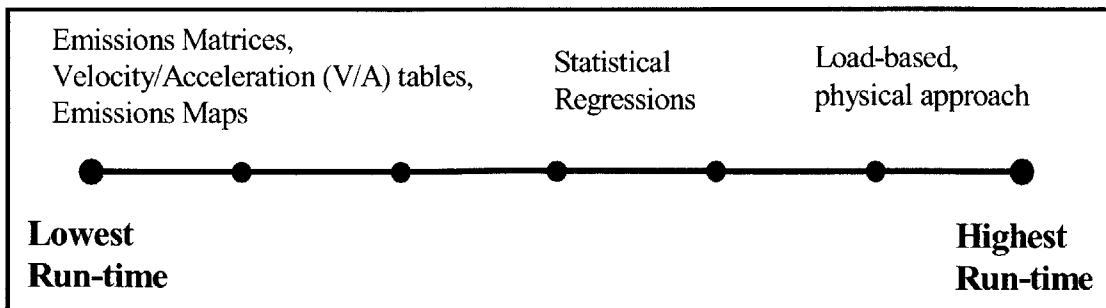 Emissions Matrices,
Velocity/Acceleration (V/A) tables,
Emissions Maps
Statistical
Regressions
Load-based,
physical approach
Lowest
Run-time
Highest
Run-time